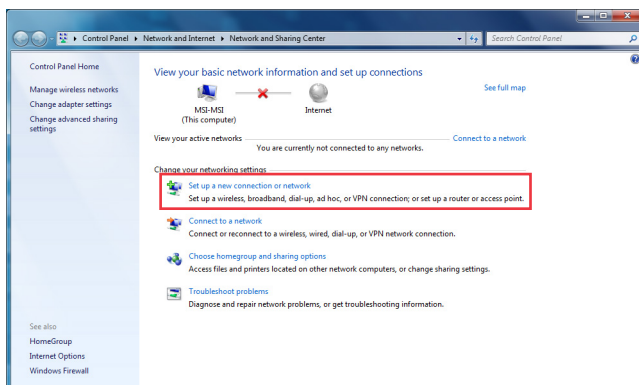 Control Panel ▸ Network and Internet ▸ Network and Sharing Center
Search Control Panel
Control Panel Home
Manage wireless networks
Change adapter settings
Change advanced sharing
settings
See also
HomeGroup
Internet Options
Windows Firewall
View your basic network information and set up connections
See full map
MSI-MSI
(This computer)
Internet
View your active networks
Connect to a network
You are currently not connected to any networks.
Change your networking settings
Set up a new connection or network
Set up a wireless, broadband, dial-up, ad hoc, or VPN connection; or set up a router or access point.
Connect to a network
Connect or reconnect to a wireless, wired, dial-up, or VPN network connection.
Choose homegroup and sharing options
Access files and printers located on other network computers, or change sharing settings.
Troubleshoot problems
Diagnose and repair network problems, or get troubleshooting information.